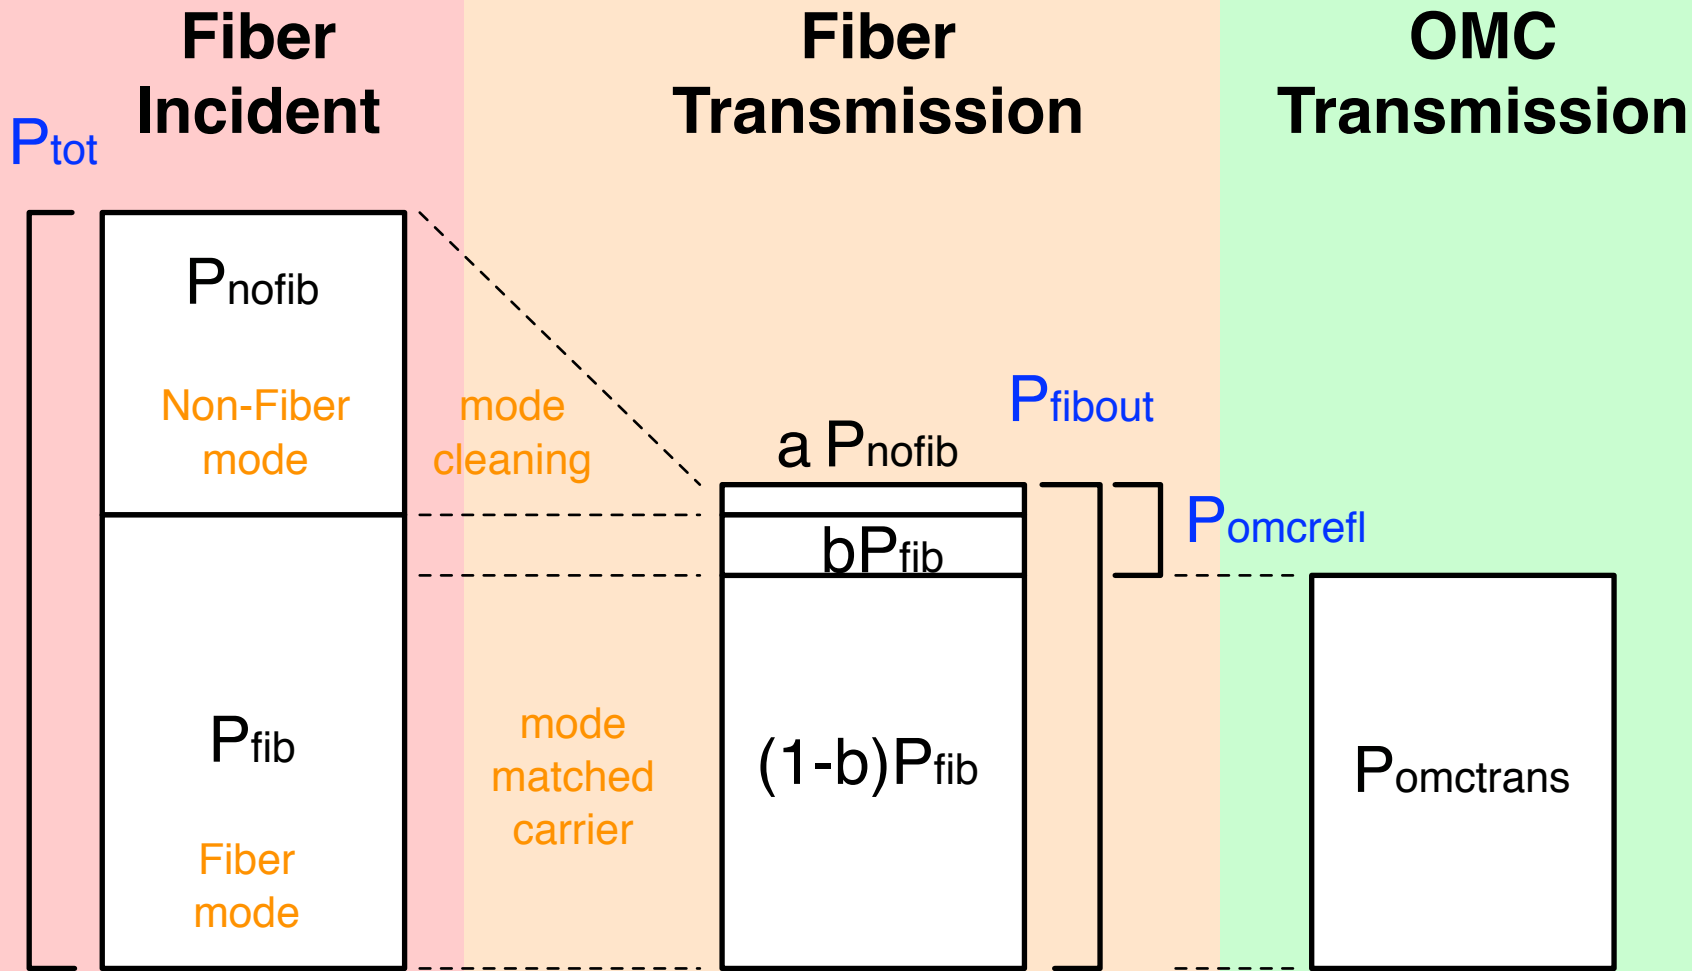 Fiber
Incident
Fiber
Transmission
OMC
Transmission
Ptot
Pnofib
Non-Fiber
mode
mode
cleaning
Pfib
Fiber
mode
mode
matched
carrier
a Pnofib
bPfib
(1-b)Pfib
Pfibout
Pomcrefl
Pomctrans